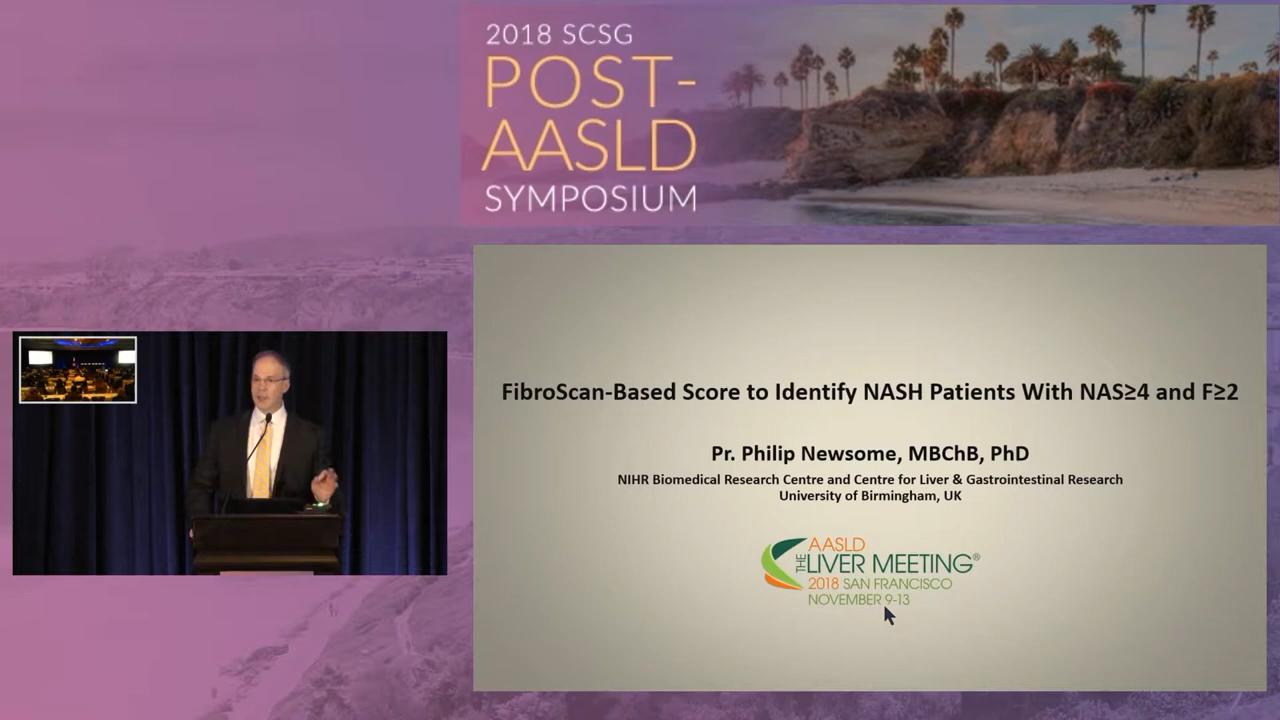 2018 SCSG
POST-
AASLD
SYMPOSIUM
FibroScan-Based Score to Identify NASH Patients With NAS≥4 and F≥2
Pr. Philip Newsome, MBChB, PhD
NIHR Biomedical Research Centre and Centre for Liver & Gastrointestinal Research
University of Birmingham, UK
AASLD
THE LIVER MEETING®
2018 SAN FRANCISCO
NOVEMBER 9-13